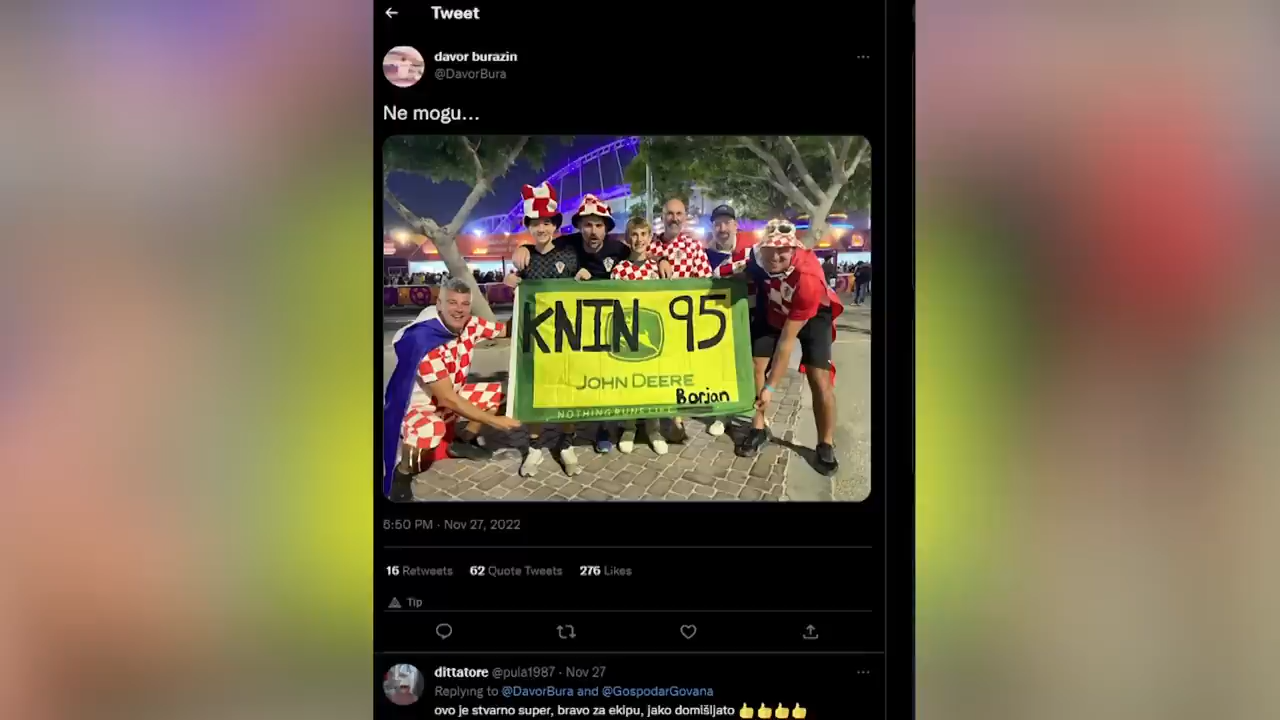 Tweet
davor burazin
@DavorBura
Ne mogu...
KNIN 95
JOHN DEERE
Borjan
NOTHING RUNS LIKE
6:50 PM · Nov 27, 2022
16 Retweets 62 Quote Tweets 276 Likes
Tip
dittatore @pula1987 · Nov 27
Replying to @DavorBura and @GospodarGovana
ovo je stvarno super, bravo za ekipu, jako domišljato 👍👍👍👍